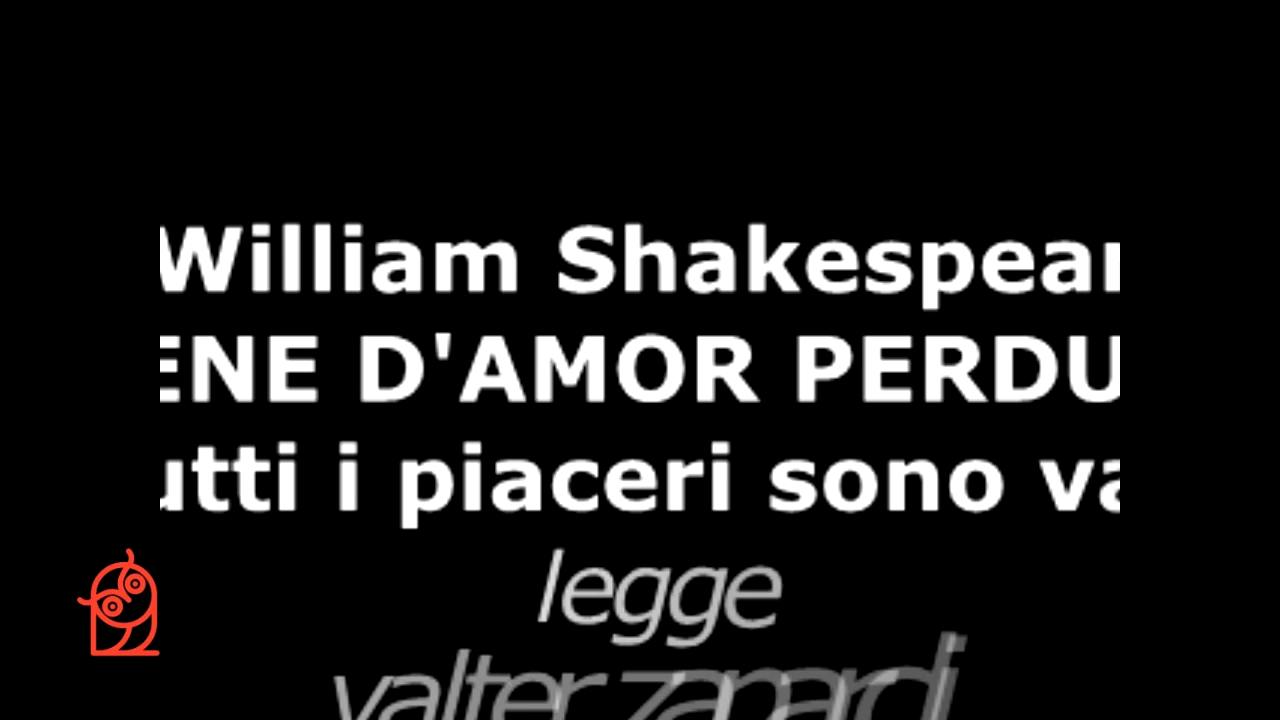 William Shakespear
ENE D'AMOR PERDU
utti i piaceri sono va
legge
valter zanardi